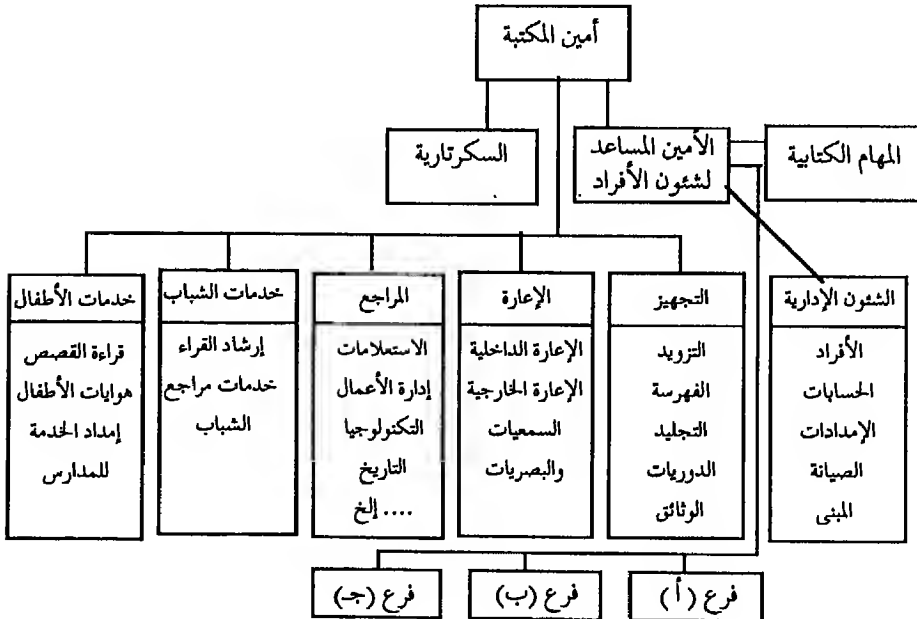 أمين المكتبة
المهام الكتابية
الأمين المساعد
لشئون الأفراد
السكرتارية
الشئون الإدارية
الأفراد
الحسابات
الإمدادات
الصيانة
المبنى
التجهيز
التزويد
الفهرسة
التجليد
الدوريات
الوثائق
الإعارة
الإعارة الداخلية
الإعارة الخارجية
السمعيات
والبصريات
المراجع
الاستعلامات
إدارة الأعمال
التكنولوجيا
التاريخ
.... إلخ
خدمات الشباب
إرشاد القراء
خدمات مراجع
الشباب
خدمات الأطفال
قراءة القصص
هوايات الأطفال
إمداد الخدمة
للمدارس
فرع (أ)
فرع (ب)
فرع (جـ)